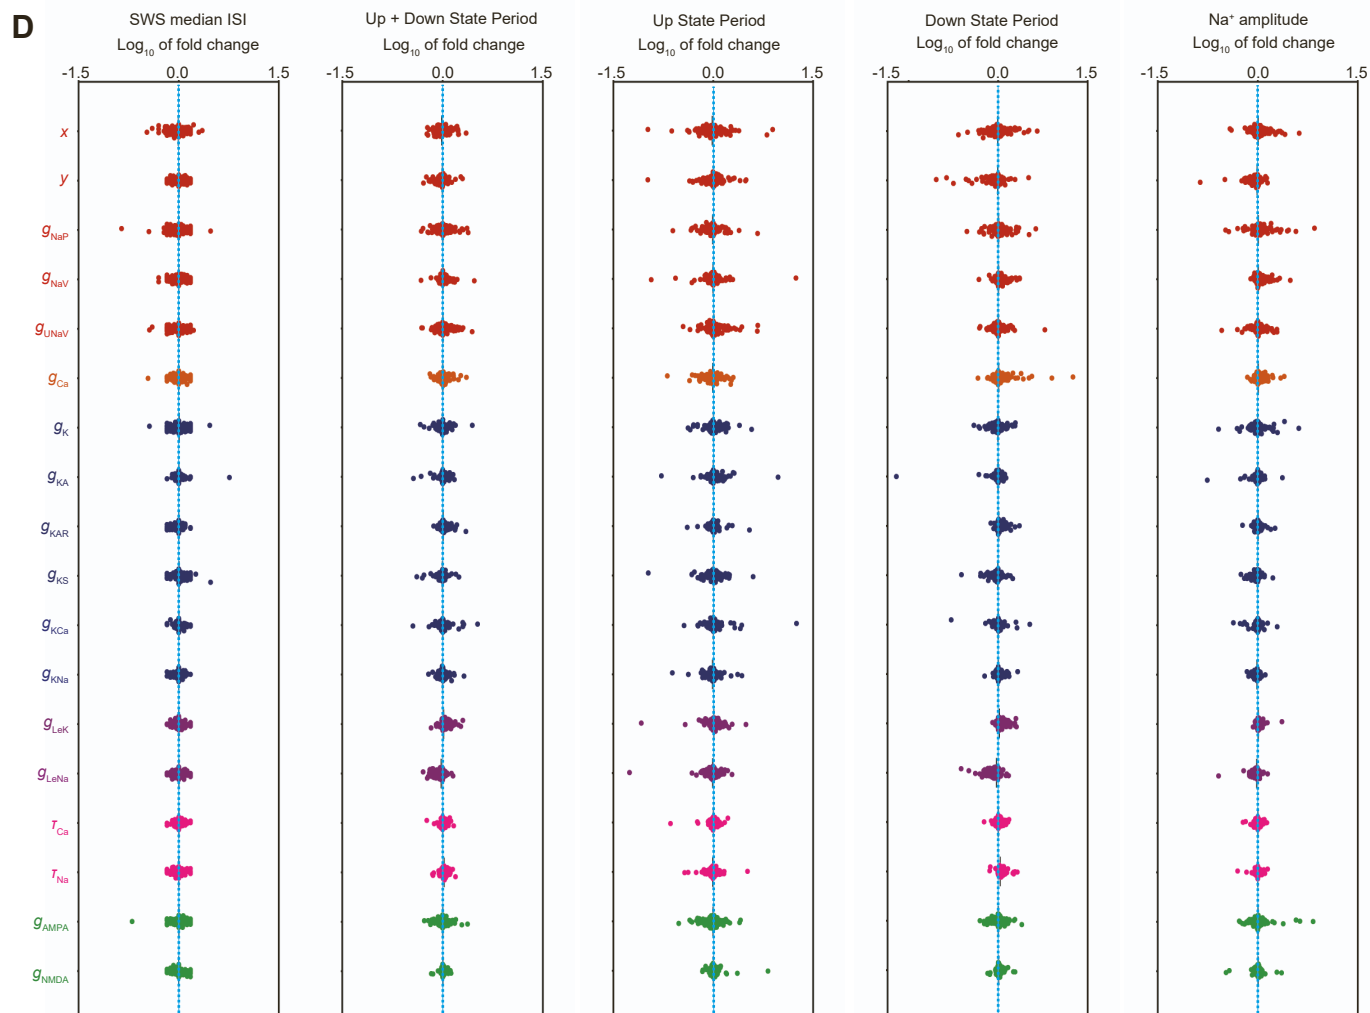 D
SWS median ISI
Log10 of fold change
-1.5 0.0 1.5
Up + Down State Period
Log10 of fold change
-1.5 0.0 1.5
Up State Period
Log10 of fold change
-1.5 0.0 1.5
Down State Period
Log10 of fold change
-1.5 0.0 1.5
Na+ amplitude
Log10 of fold change
-1.5 0.0 1.5
x
y
gNaP
gNaV
gUNaV
gCa
gK
gKA
gKAR
gKS
gKCa
gKNa
gLeK
gLeNa
τCa
τNa
gAMPA
gNMDA